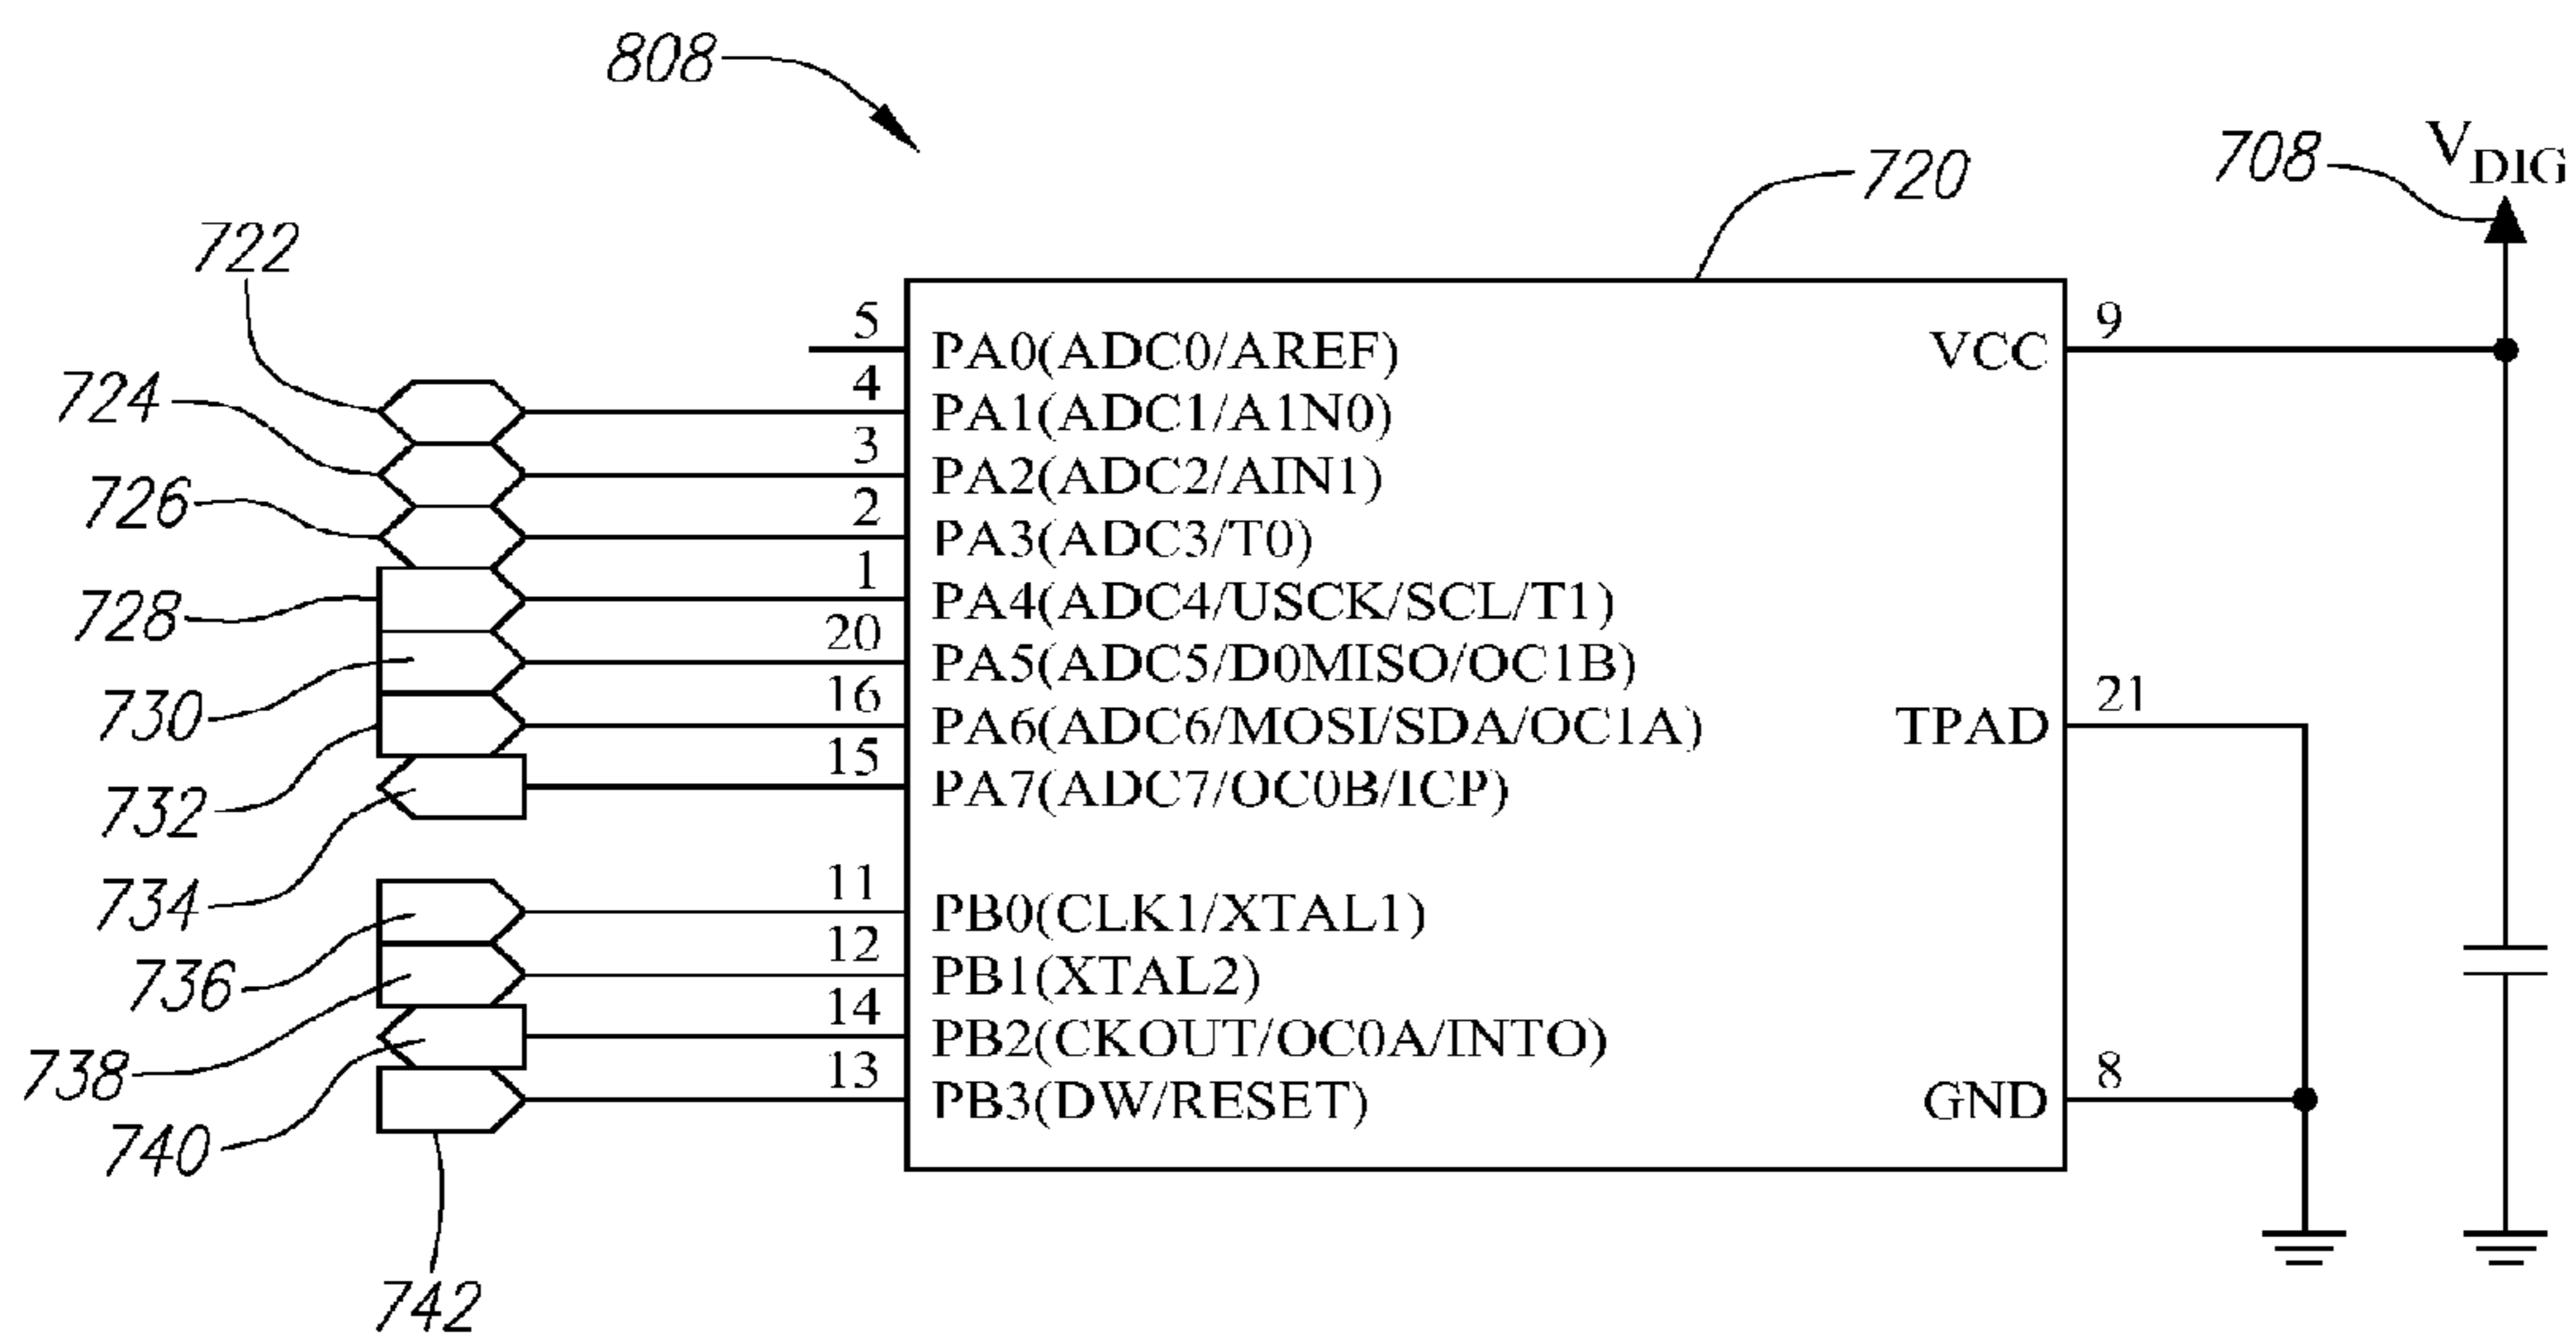 808
720
708
V DIG
722
724
726
728
730
732
734
736
738
740
742
5 PA0(ADC0/AREF)
4 PA1(ADC1/A1N0)
3 PA2(ADC2/AIN1)
2 PA3(ADC3/T0)
1 PA4(ADC4/USCK/SCL/T1)
20 PA5(ADC5/D0MISO/OC1B)
16 PA6(ADC6/MOSI/SDA/OC1A)
15 PA7(ADC7/OC0B/ICP)
11 PB0(CLK1/XTAL1)
12 PB1(XTAL2)
14 PB2(CKOUT/OC0A/INTO)
13 PB3(DW/RESET)
VCC 9
TPAD 21
GND 8